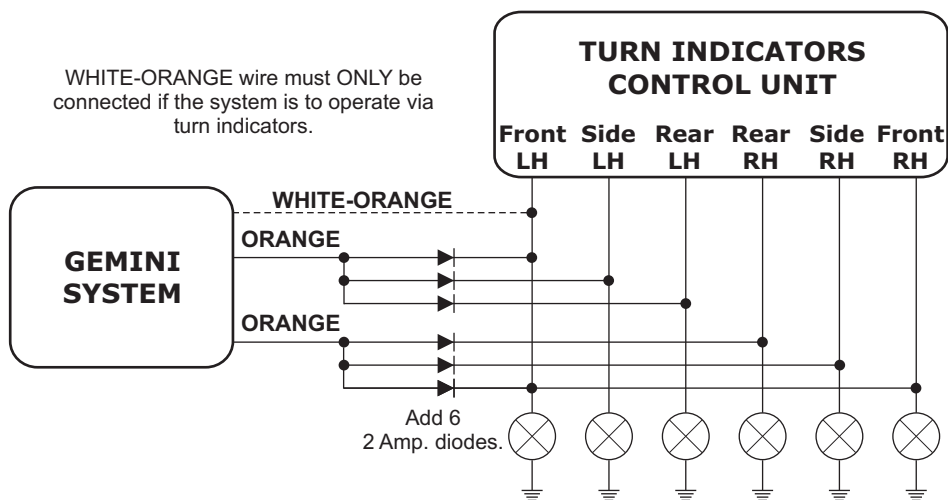 TURN INDICATORS
CONTROL UNIT
Front Side Rear Rear Side Front
LH LH LH RH RH RH
WHITE-ORANGE wire must ONLY be
connected if the system is to operate via
turn indicators.
WHITE-ORANGE
ORANGE
GEMINI
SYSTEM
ORANGE
Add 6
2 Amp. diodes.